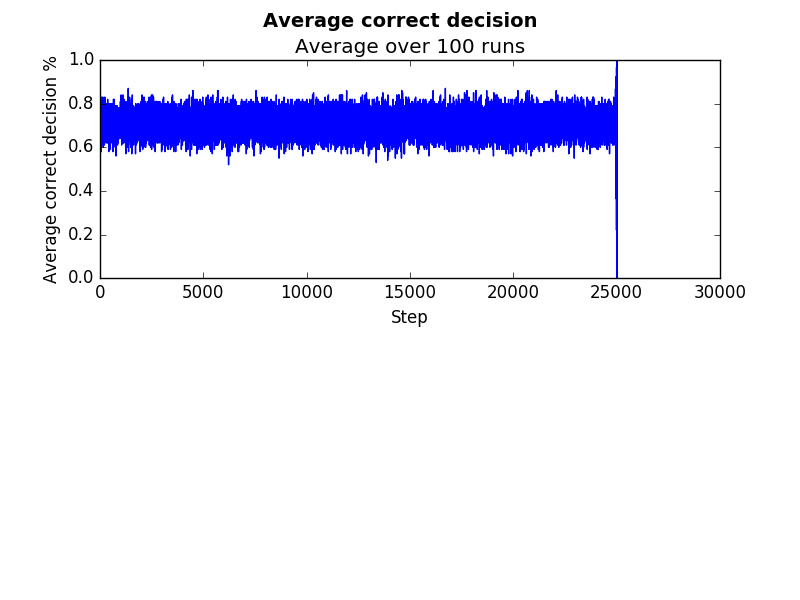 Average correct decision
Average over 100 runs
Average correct decision %
1.0
0.8
0.6
0.4
0.2
0.0
0 5000 10000 15000 20000 25000 30000
Step